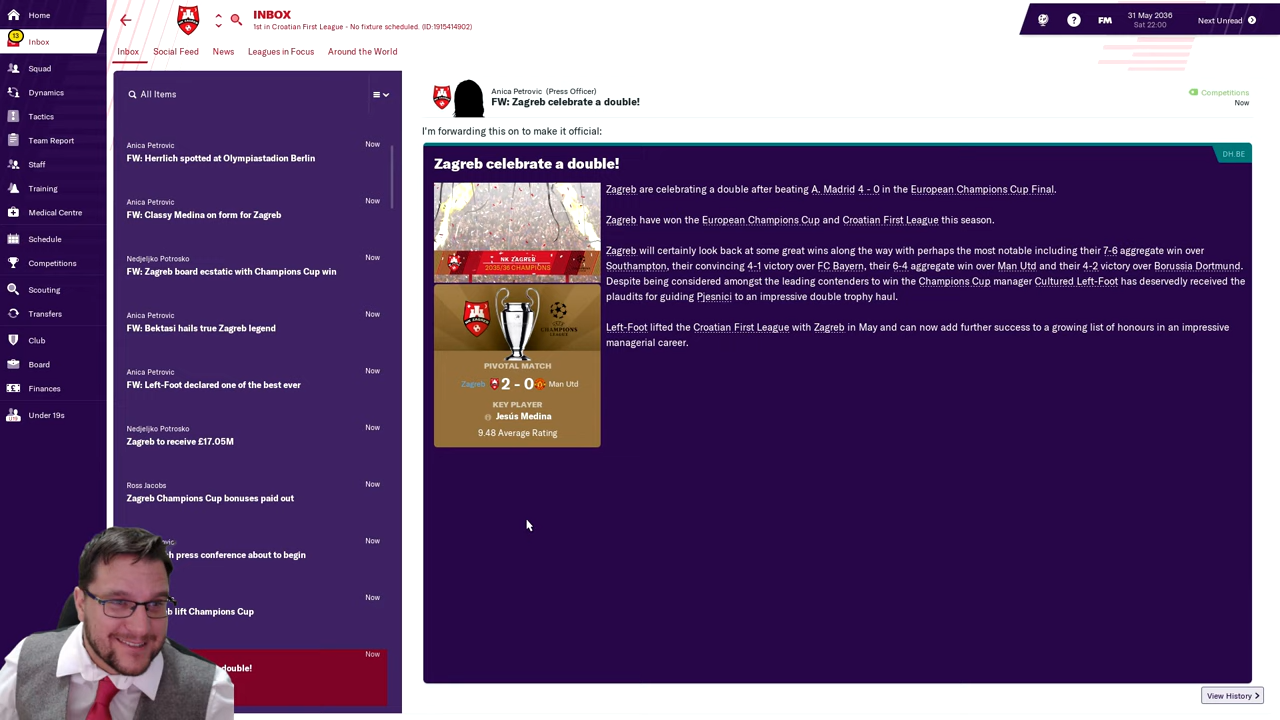 Home
13
Inbox
Squad
Dynamics
Tactics
Team Report
Staff
Training
Medical Centre
Schedule
Competitions
Scouting
Transfers
Club
Board
Finances
Under 19s
INBOX
1st in Croatian First League - No fixture scheduled. (ID:1915414902)
31 May 2036
Sat 22:00
?
FM
Next Unread
Inbox Social Feed News Leagues in Focus Around the World
All Items
Anica Petrovic Now
FW: Herrlich spotted at Olympiastadion Berlin
Anica Petrovic Now
FW: Classy Medina on form for Zagreb
Nedjeljko Potrosko Now
FW: Zagreb board ecstatic with Champions Cup win
Anica Petrovic Now
FW: Bektasi hails true Zagreb legend
Anica Petrovic Now
FW: Left-Foot declared one of the best ever
Nedjeljko Potrosko Now
Zagreb to receive £17.05M
Ross Jacobs Now
Zagreb Champions Cup bonuses paid out
Now
press conference about to begin
Now
lift Champions Cup
Now
double!
Anica Petrovic (Press Officer)
FW: Zagreb celebrate a double!
Competitions
Now
I'm forwarding this on to make it official:
Zagreb celebrate a double!
DH.BE
NK ZAGREB
2035/36 CHAMPIONS
CHAMPIONS
LEAGUE
PIVOTAL MATCH
Zagreb 2 - 0 Man Utd
KEY PLAYER
Jesús Medina
9.48 Average Rating
Zagreb are celebrating a double after beating A. Madrid 4 - 0 in the European Champions Cup Final.
Zagreb have won the European Champions Cup and Croatian First League this season.
Zagreb will certainly look back at some great wins along the way with perhaps the most notable including their 7-6 aggregate win over
Southampton, their convincing 4-1 victory over FC Bayern, their 6-4 aggregate win over Man Utd and their 4-2 victory over Borussia Dortmund.
Despite being considered amongst the leading contenders to win the Champions Cup manager Cultured Left-Foot has deservedly received the
plaudits for guiding Pjesnici to an impressive double trophy haul.
Left-Foot lifted the Croatian First League with Zagreb in May and can now add further success to a growing list of honours in an impressive
managerial career.
View History